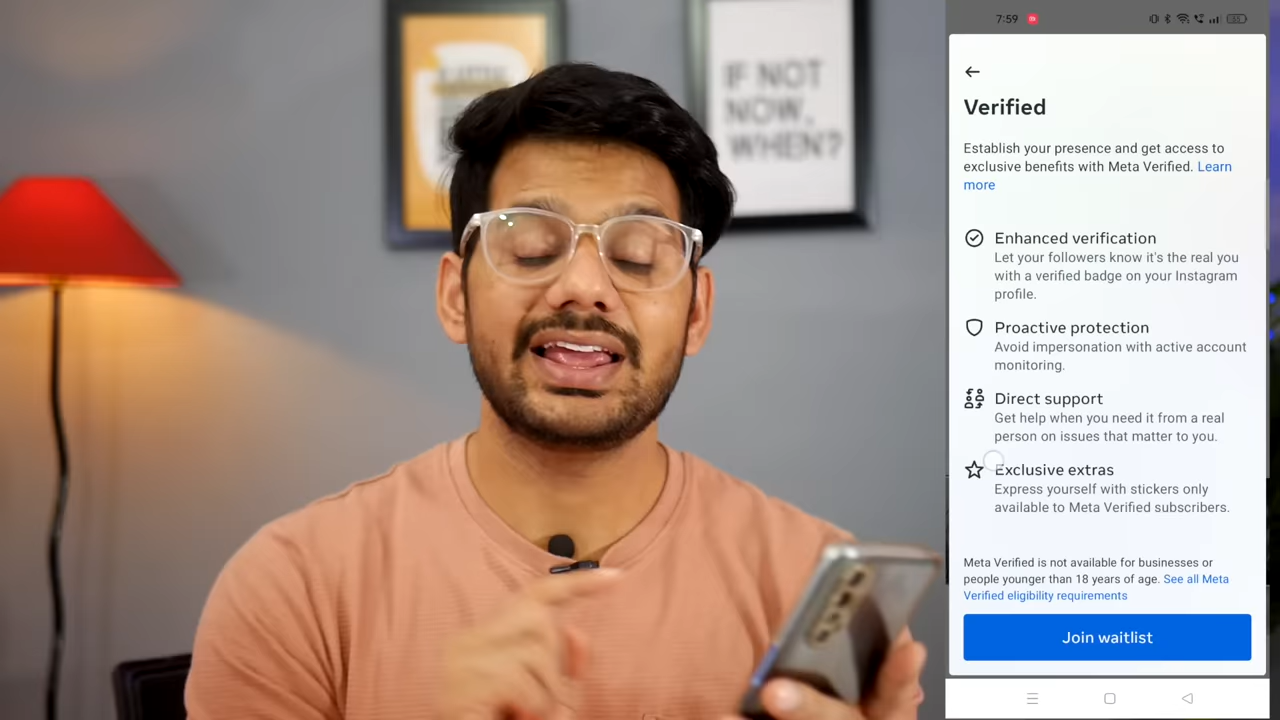 IF NOT
NOW,
WHEN?
7:59
Verified
Establish your presence and get access to
exclusive benefits with Meta Verified. Learn
more
Enhanced verification
Let your followers know it's the real you
with a verified badge on your Instagram
profile.
Proactive protection
Avoid impersonation with active account
monitoring.
Direct support
Get help when you need it from a real
person on issues that matter to you.
Exclusive extras
Express yourself with stickers only
available to Meta Verified subscribers.
Meta Verified is not available for businesses or
people younger than 18 years of age. See all Meta
Verified eligibility requirements
Join waitlist